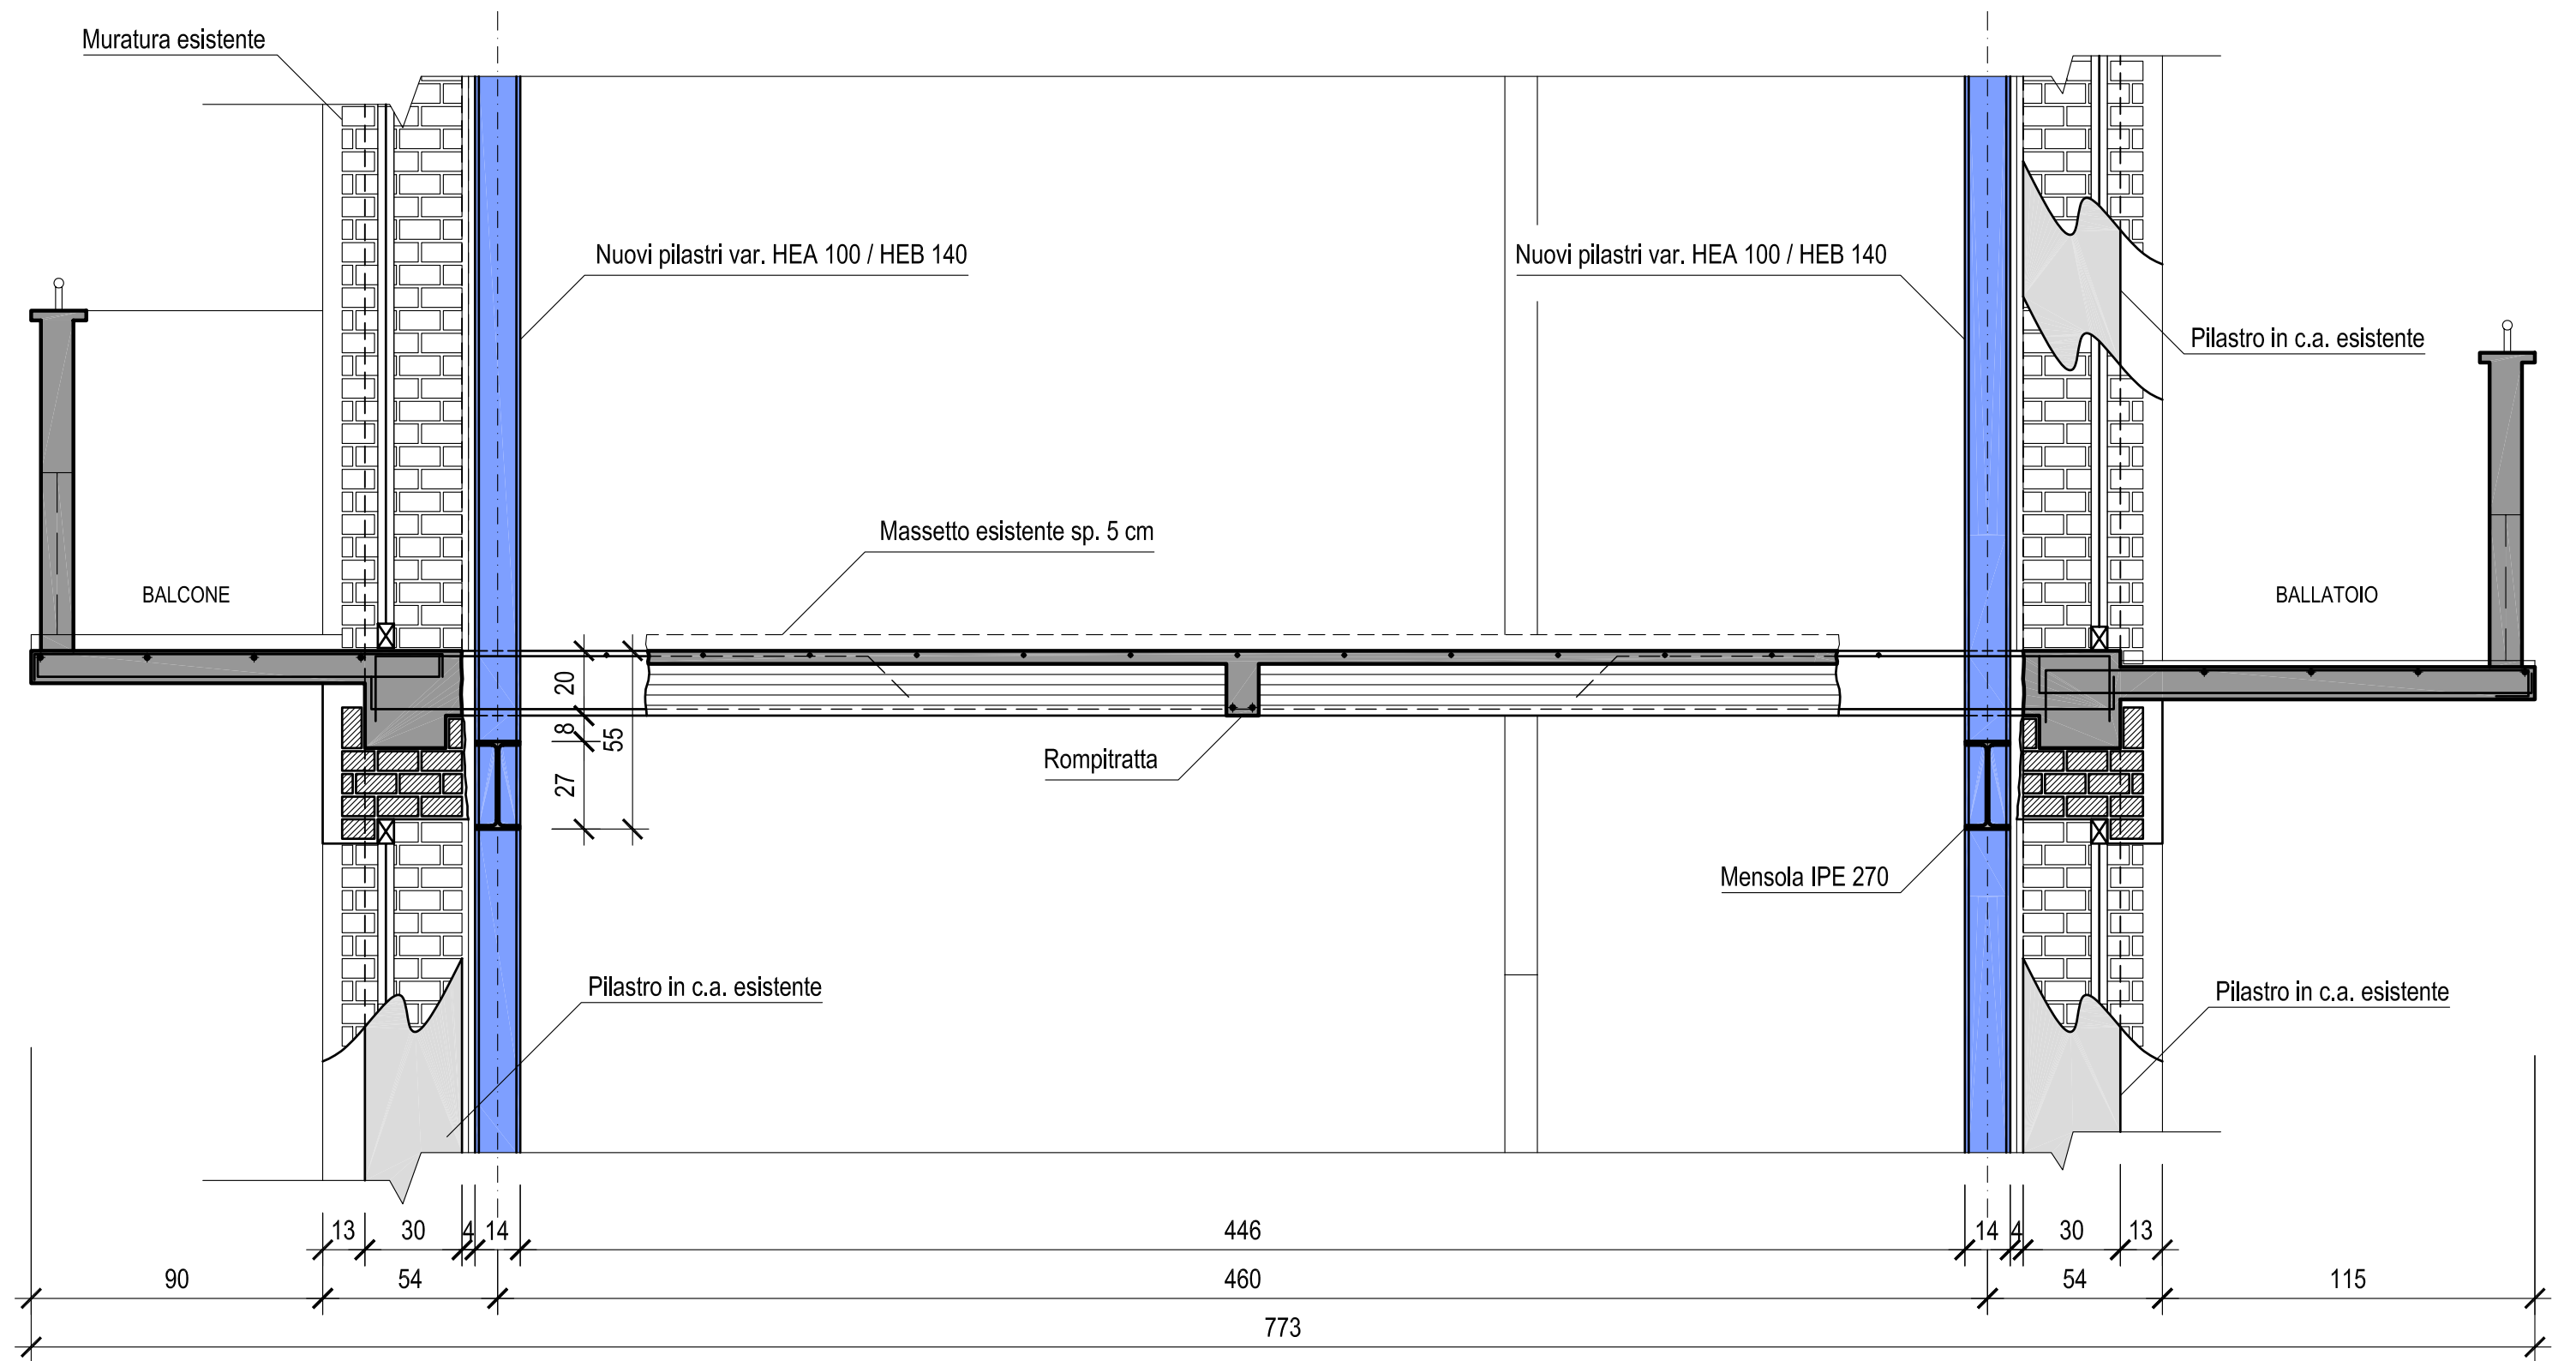 Muratura esistente
Nuovi pilastri var. HEA 100 / HEB 140
Nuovi pilastri var. HEA 100 / HEB 140
Pilastro in c.a. esistente
Massetto esistente sp. 5 cm
BALCONE
BALLATOIO
20
8
55
27
Rompitratta
Mensola IPE 270
Pilastro in c.a. esistente
Pilastro in c.a. esistente
13 30 4 14 446 14 4 30 13
90 54 460 54 115
773